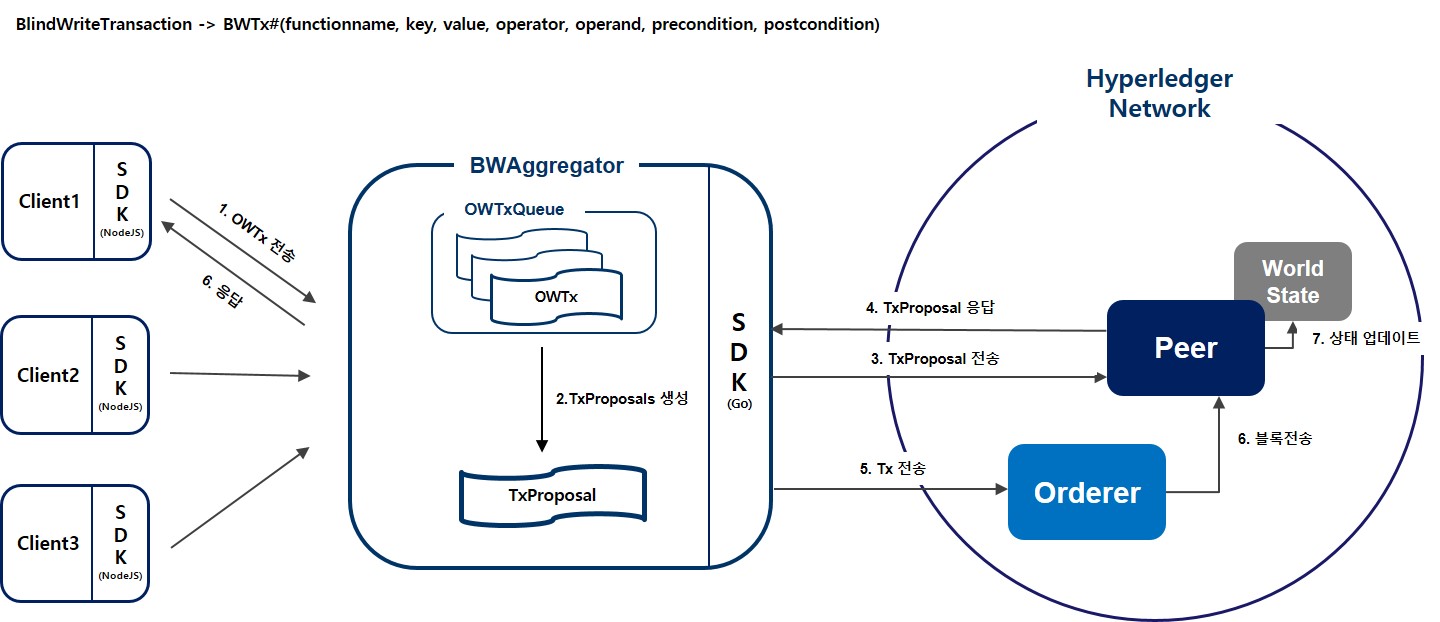 BlindWriteTransaction -> BWTx#(functionname, key, value, operator, operand, precondition, postcondition)
Hyperledger
Network
Client1
S
D
K
(NodeJS)
1. OWTx 전송
6. 응답
Client2
S
D
K
(NodeJS)
Client3
S
D
K
(NodeJS)
BWAggregator
OWTxQueue
OWTx
2.TxProposals 생성
TxProposal
S
D
K
(Go)
4. TxProposal 응답
3. TxProposal 전송
5. Tx 전송
World
State
Peer
7. 상태 업데이트
6. 블록전송
Orderer